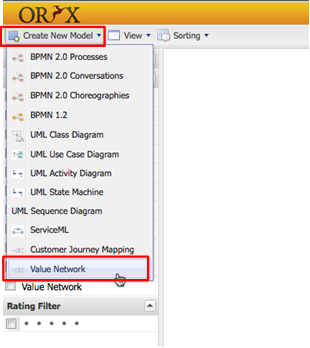 ORYX
Create New Model View Sorting
BPMN 2.0 Processes
BPMN 2.0 Conversations
BPMN 2.0 Choreographies
BPMN 1.2
UML Class Diagram
UML Use Case Diagram
UML Activity Diagram
UML State Machine
UML Sequence Diagram
ServiceML
Customer Journey Mapping
Value Network
Value Network
Rating Filter